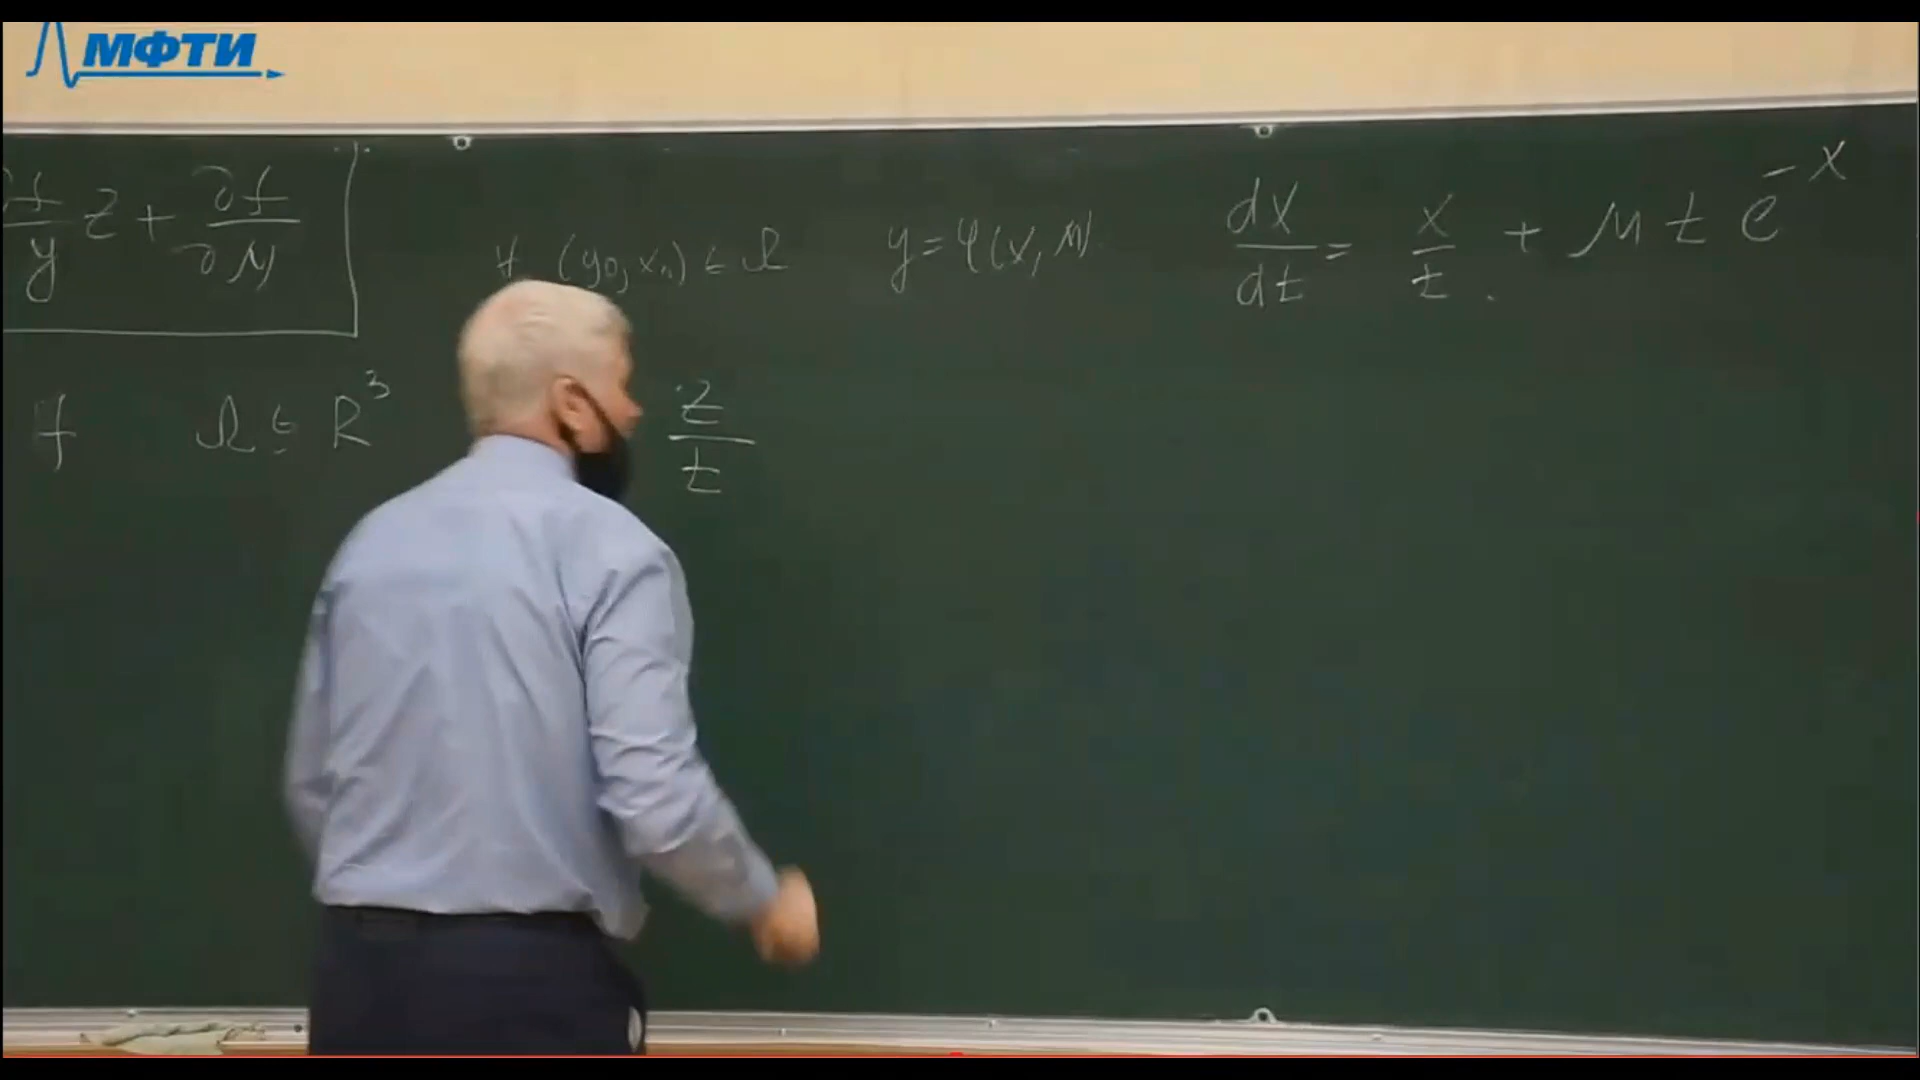 МФТИ
∂f/∂y z + ∂f/∂μ
∀ (y₀, x₀) ∈ Ω
y = φ(x, μ)
dx/dt = x/t + μ t e^{-x}
f Ω ⊆ R³
z/t